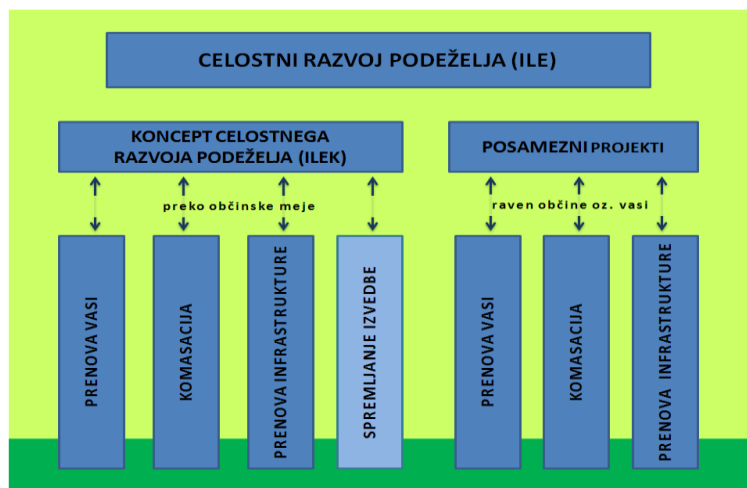 CELOSTNI RAZVOJ PODEŽELJA (ILE)
KONCEPT CELOSTNEGA
RAZVOJA PODEŽELJA (ILEK)
POSAMEZNI PROJEKTI
preko občinske meje
raven občine oz. vasi
PRENOVA VASI
KOMASACIJA
PRENOVA INFRASTRUKTURE
SPREMLJANJE IZVEDBE
PRENOVA VASI
KOMASACIJA
PRENOVA INFRASTRUKTURE